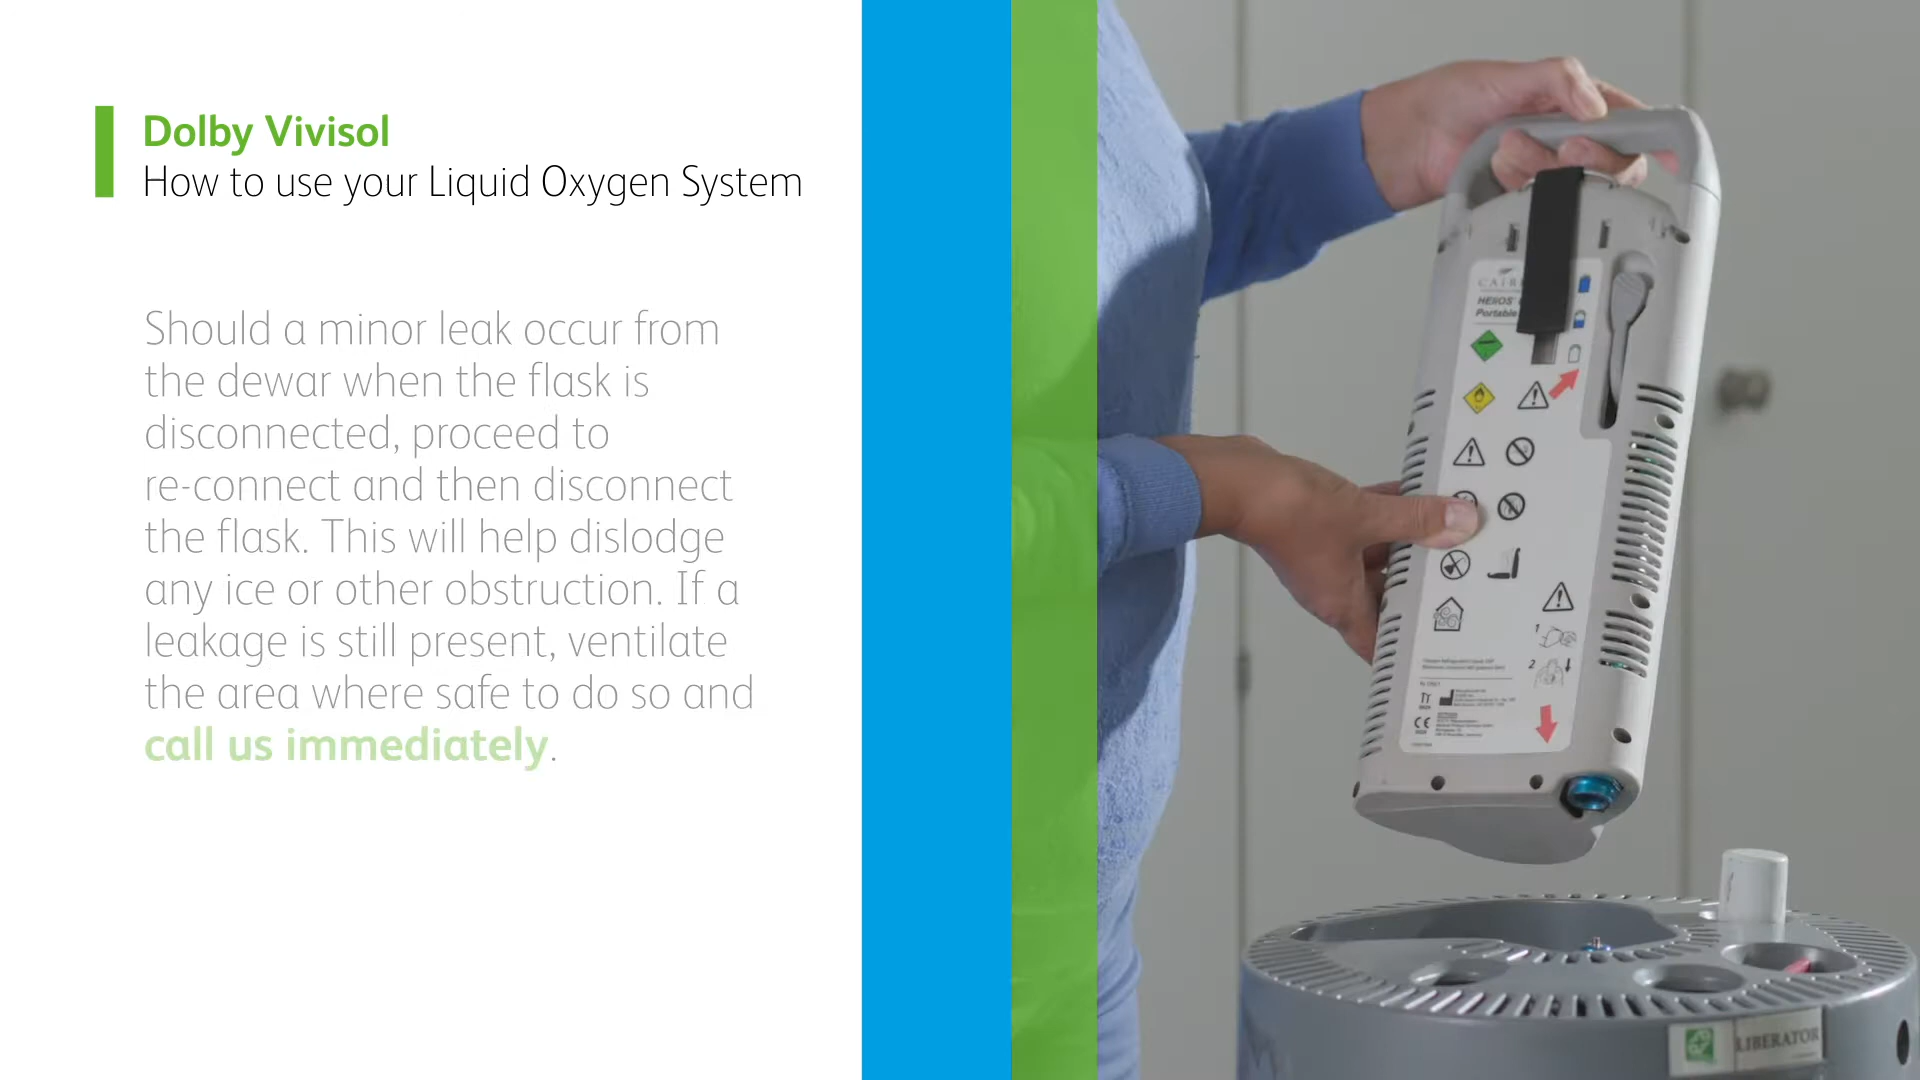 Dolby Vivisol
How to use your Liquid Oxygen System
Should a minor leak occur from
the dewar when the flask is
disconnected, proceed to
re-connect and then disconnect
the flask. This will help dislodge
any ice or other obstruction. If a
leakage is still present, ventilate
the area where safe to do so and
call us immediately.
HELiOS
Portable
1
2
CE
LIBERATOR